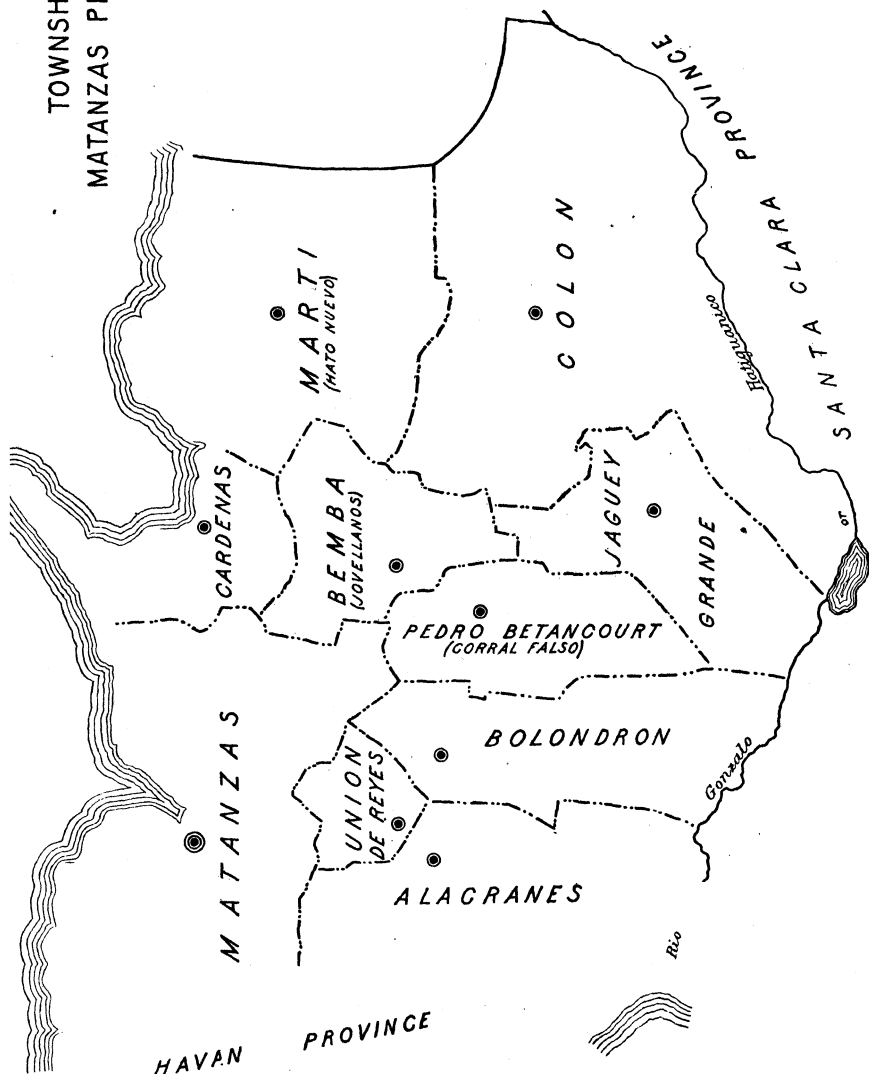 TOWNSH
MATANZAS P
MARTI
(HATO NUEVO)
COLON
SANTA CLARA PROVINCE
Hatiguanico
or
CARDENAS
BEMBA
(JOVELLANOS)
JAGUEY
GRANDE
PEDRO BETANCOURT
(CORRAL FALSO)
MATANZAS
UNION
DE REYES
BOLONDRON
Gonzalo
ALACRANES
Rio
HAVAN PROVINCE